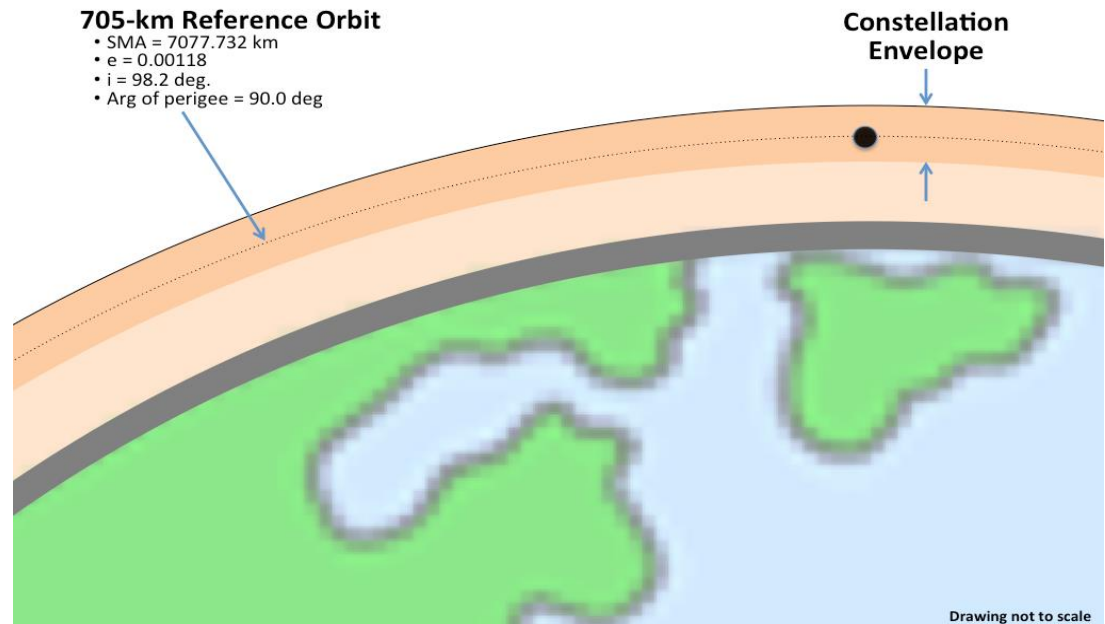 705-km Reference Orbit
• SMA = 7077.732 km
• e = 0.00118
• i = 98.2 deg.
• Arg of perigee = 90.0 deg
Constellation
Envelope
Drawing not to scale